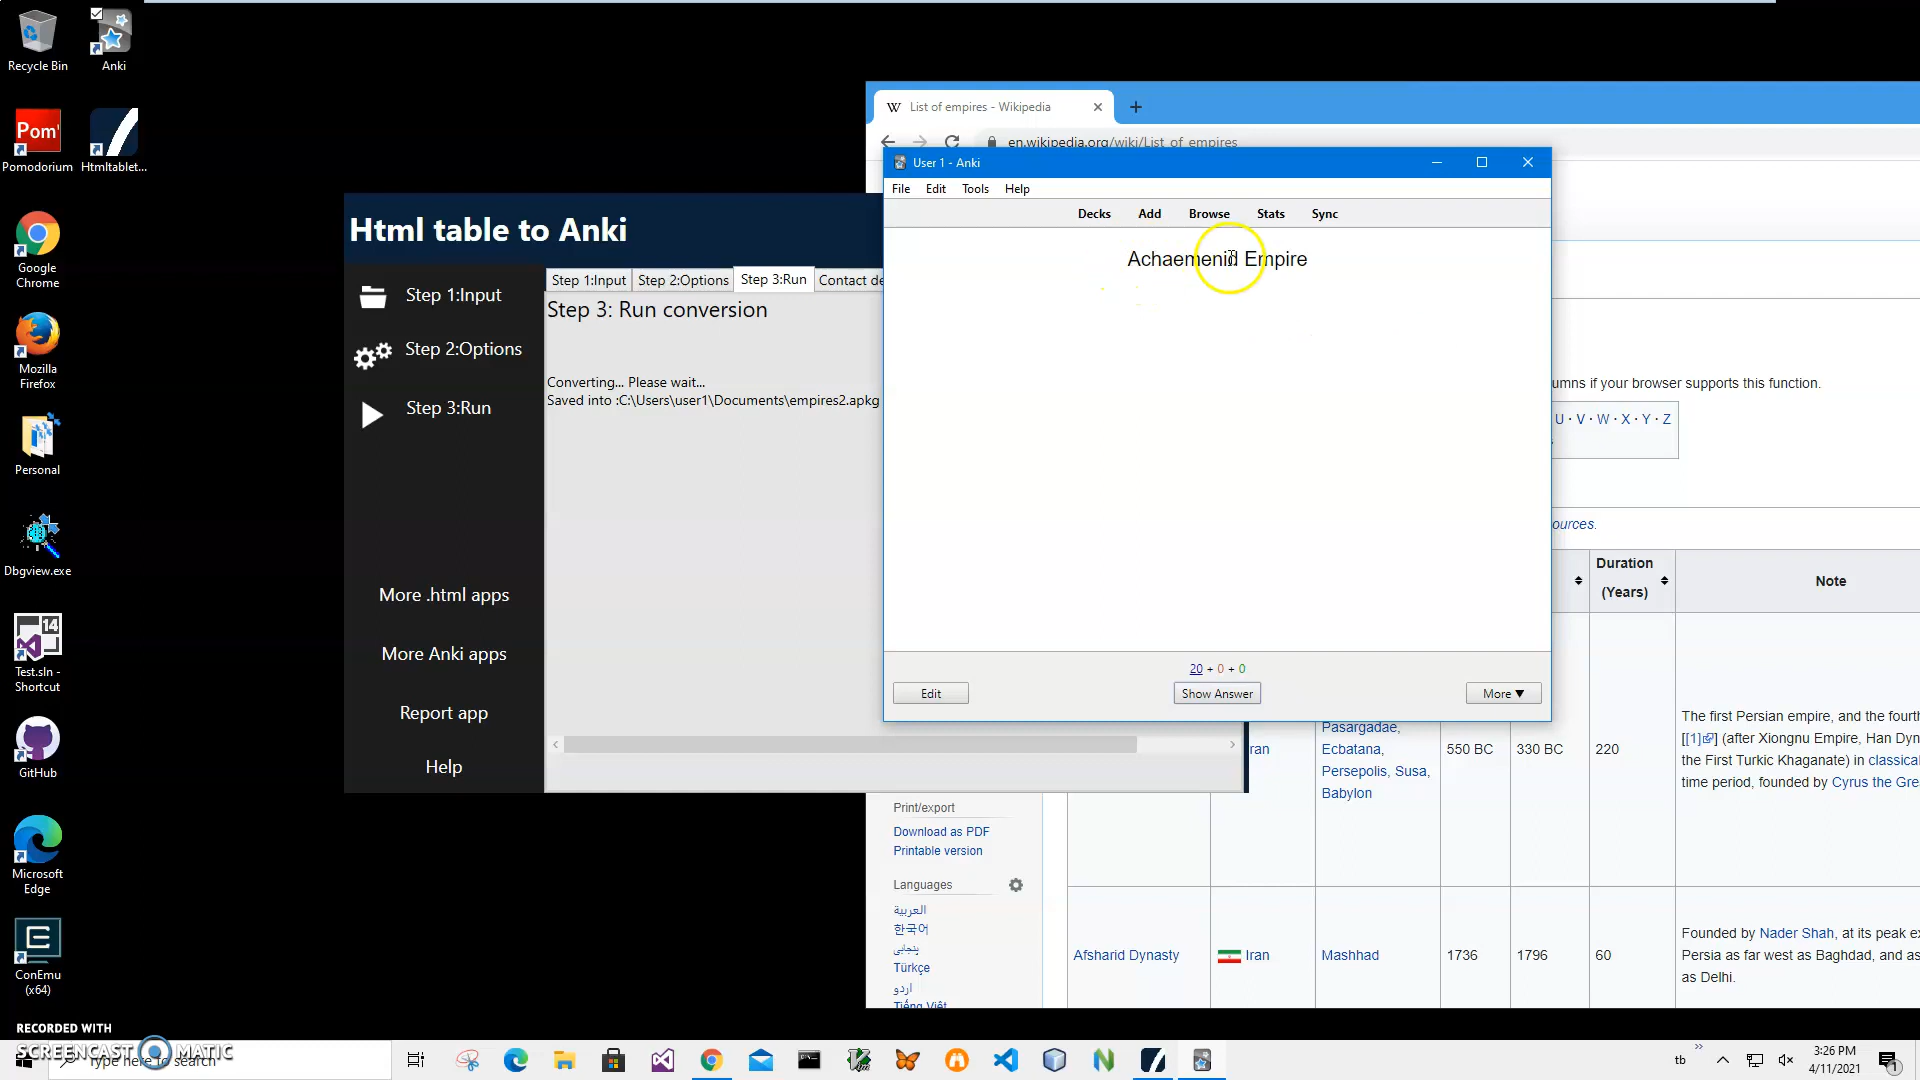 Recycle Bin
Anki
Pom'
Pomodorium
Htmltablet...
Google
Chrome
Mozilla
Firefox
Personal
Dbgview.exe
14
Test.sln -
Shortcut
GitHub
Microsoft
Edge
ConEmu
(x64)
RECORDED WITH
SCREENCAST MATIC
Type here to search
Html table to Anki
Step 1:Input
Step 2:Options
Step 3:Run
More .html apps
More Anki apps
Report app
Help
Step 1:Input
Step 2:Options
Step 3:Run
Contact de
Step 3: Run conversion
Converting... Please wait...
Saved into :C:\Users\user1\Documents\empires2.apkg
List of empires - Wikipedia
en.wikipedia.org/wiki/List_of_empires
User 1 - Anki
File Edit Tools Help
Decks Add Browse Stats Sync
Achaemenid Empire
20 + 0 + 0
Edit
Show Answer
More ▼
umns if your browser supports this function.
U · V · W · X · Y · Z
ources.
Duration
(Years)
Note
ran
Pasargadae,
Ecbatana,
Persepolis, Susa,
Babylon
550 BC
330 BC
220
The first Persian empire, and the fourth
[[1]] (after Xiongnu Empire, Han Dyn
the First Turkic Khaganate) in classical
time period, founded by Cyrus the Gre
Print/export
Download as PDF
Printable version
Languages
العربية
한국어
پنجابی
Türkçe
اردو
Tiếng Việt
Afsharid Dynasty
Iran
Mashhad
1736
1796
60
Founded by Nader Shah, at its peak ex
Persia as far west as Baghdad, and as
as Delhi.
tb
3:26 PM
4/11/2021
1